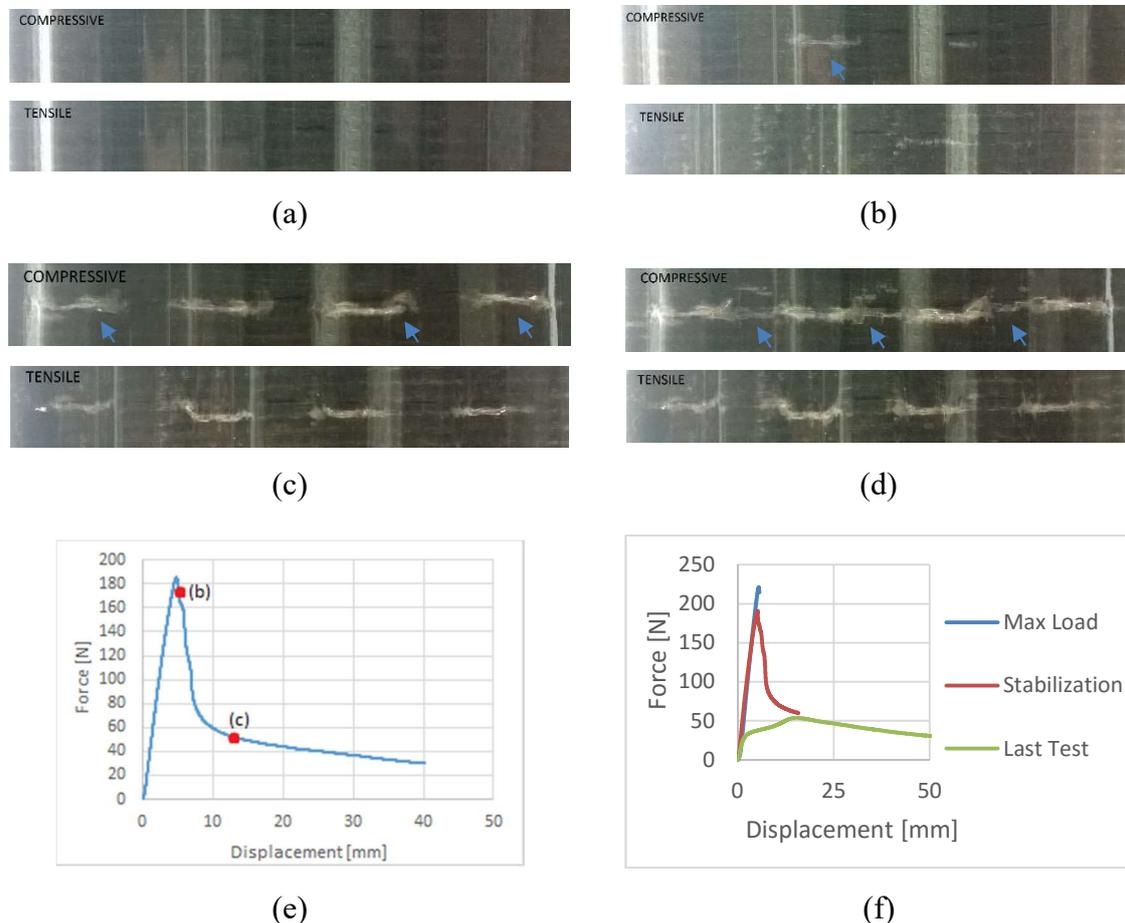 COMPRESSIVE
TENSILE
(a)
COMPRESSIVE
TENSILE
(b)
COMPRESSIVE
TENSILE
(c)
COMPRESSIVE
TENSILE
(d)
200
180
160
140
120
100
80
60
40
20
0
Force [N]
(b)
(c)
0 10 20 30 40 50
Displacement [mm]
(e)
250
200
150
100
50
0
Force [N]
0 25 50
Displacement [mm]
Max Load
Stabilization
Last Test
(f)